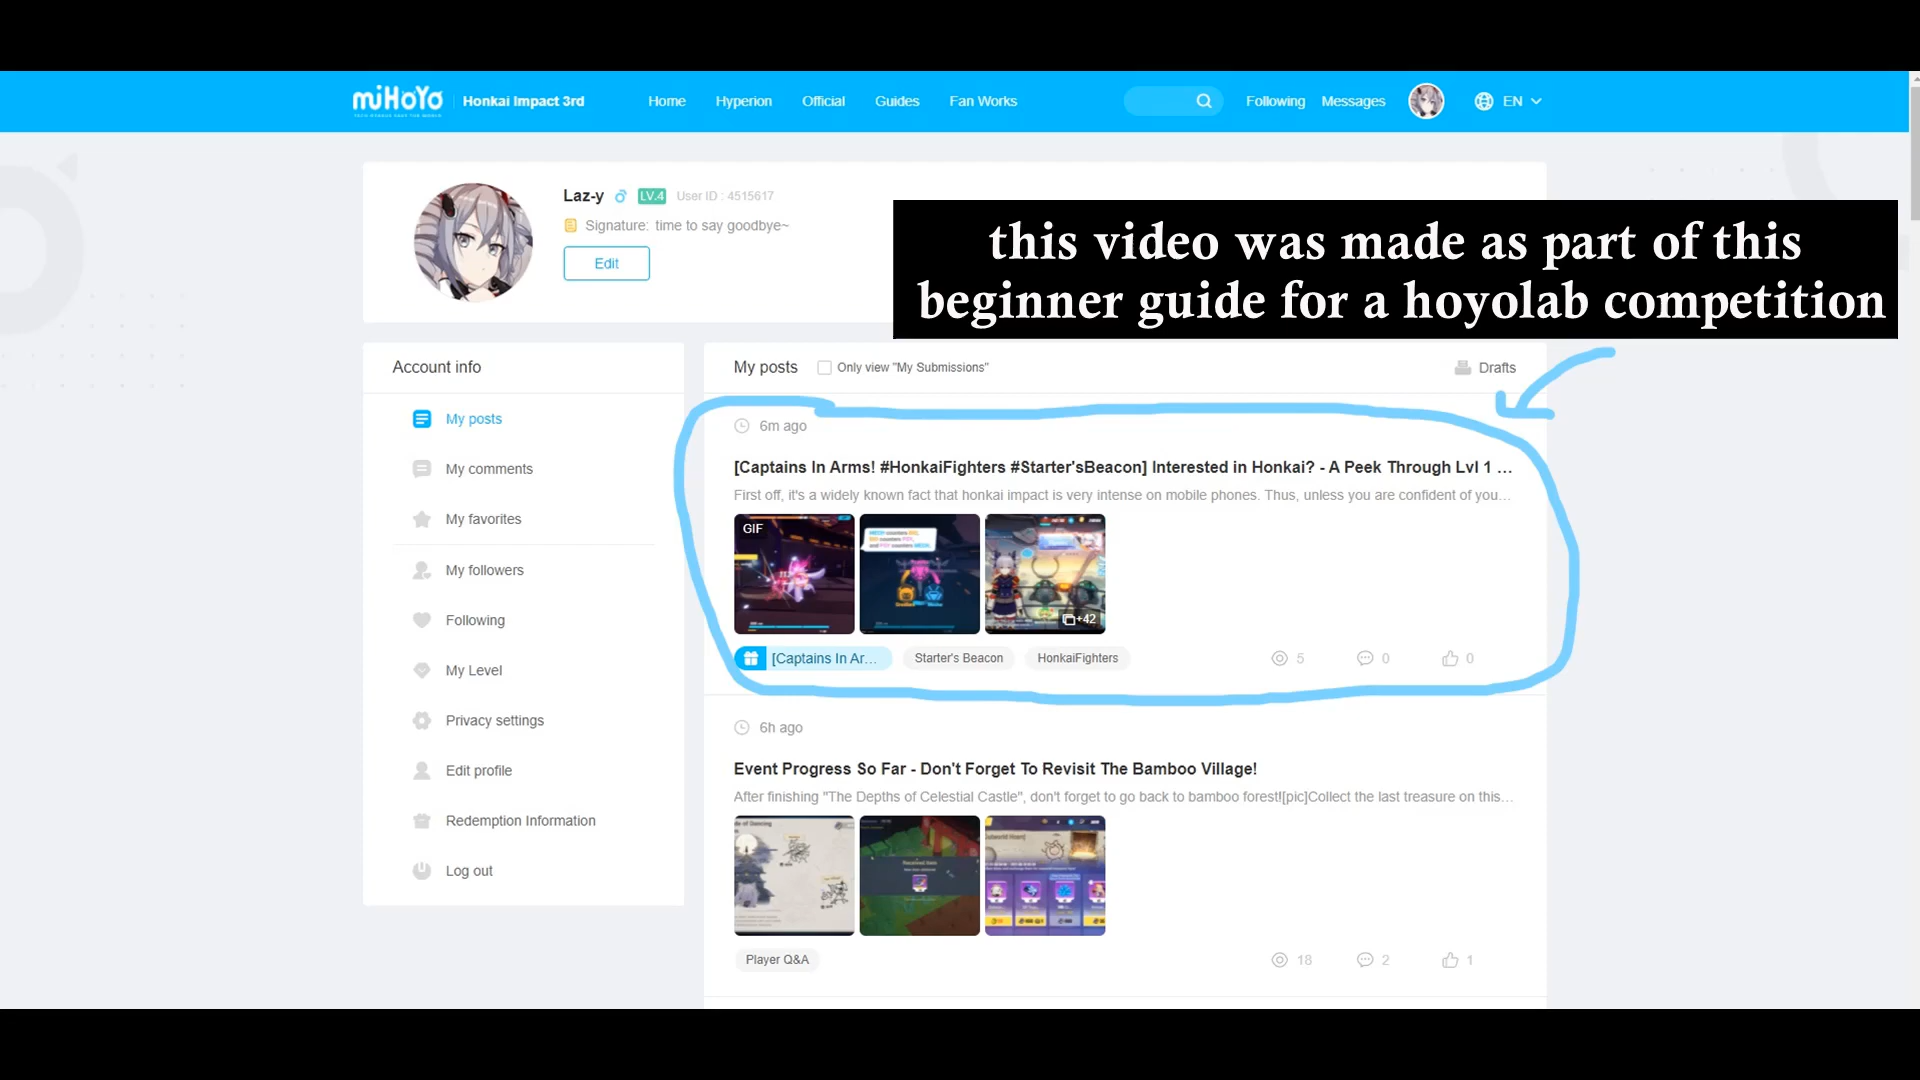 miHoYo
TECH OTAKUS SAVE THE WORLD
Honkai Impact 3rd
Home
Hyperion
Official
Guides
Fan Works
Following
Messages
EN
Laz-y
LV.4
User ID : 4515617
Signature: time to say goodbye~
Edit
this video was made as part of this
beginner guide for a hoyolab competition
Account info
My posts
My comments
My favorites
My followers
Following
My Level
Privacy settings
Edit profile
Redemption Information
Log out
My posts
Only view "My Submissions"
Drafts
6m ago
[Captains In Arms! #HonkaiFighters #Starter'sBeacon] Interested in Honkai? - A Peek Through Lvl 1 ...
First off, it's a widely known fact that honkai impact is very intense on mobile phones. Thus, unless you are confident of you...
GIF
+42
[Captains In Ar...
Starter's Beacon
HonkaiFighters
5
0
0
6h ago
Event Progress So Far - Don't Forget To Revisit The Bamboo Village!
After finishing "The Depths of Celestial Castle", don't forget to go back to bamboo forest![pic]Collect the last treasure on this...
Player Q&A
18
2
1